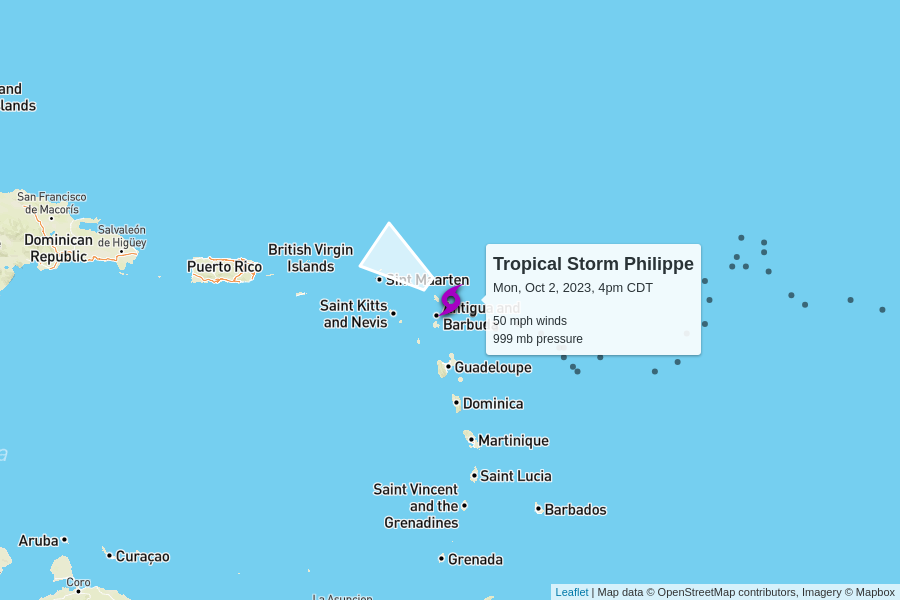 and
lands
San Francisco
de Macorís
Salvaleón
de Higüey
Dominican
Republic
Puerto Rico
British Virgin
Islands
Sint Maarten
Saint Kitts
and Nevis
Antigua and
Barbuda
Tropical Storm Philippe
Mon, Oct 2, 2023, 4pm CDT
50 mph winds
999 mb pressure
Guadeloupe
Dominica
Martinique
a
Saint Lucia
Saint Vincent
and the
Grenadines
Barbados
Aruba
Curaçao
Grenada
Coro
La Asuncion
Leaflet | Map data © OpenStreetMap contributors, Imagery © Mapbox